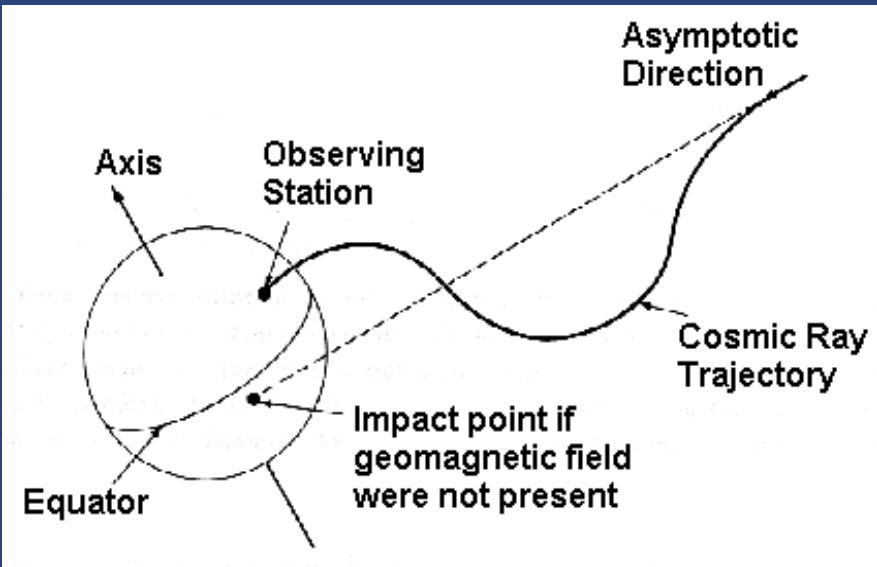 Asymptotic
Direction
Axis
Observing
Station
Cosmic Ray
Trajectory
Impact point if
geomagnetic field
were not present
Equator